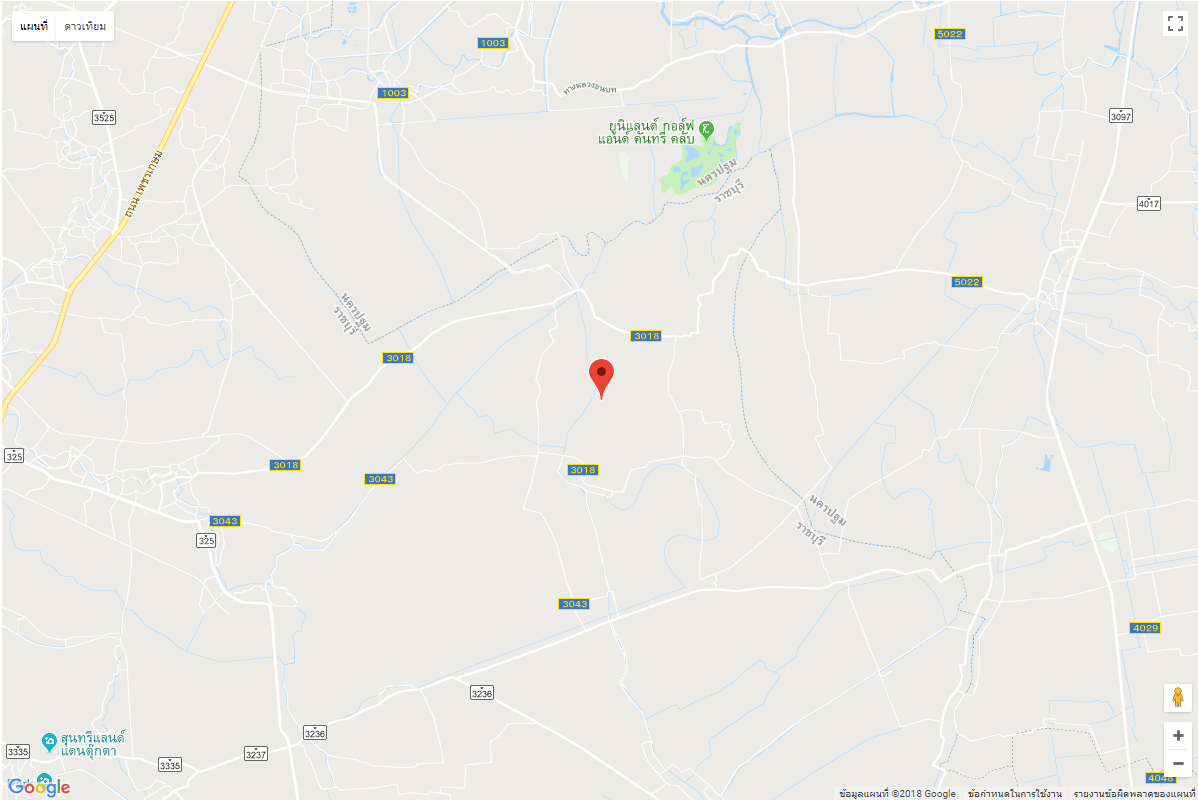 แผนที่ ดาวเทียม
1003
5022
1003
ทางหลวงชนบท
3525
3097
ยูนิแลนด์ กอล์ฟ
แอนด์ คันทรี คลับ
ถนน เพชรเกษม
นครปฐม
ราชบุรี
4017
5022
นครปฐม
ราชบุรี
3018
3018
325
3018
3018
3043
นครปฐม
ราชบุรี
3043
325
3043
4029
3236
3236
สุนทรีแลนด์
แดนตุ๊กตา
3335
3237
3335
4048
Google
ข้อมูลแผนที่ ©2018 Google ข้อกำหนดในการใช้งาน รายงานข้อผิดพลาดของแผนที่